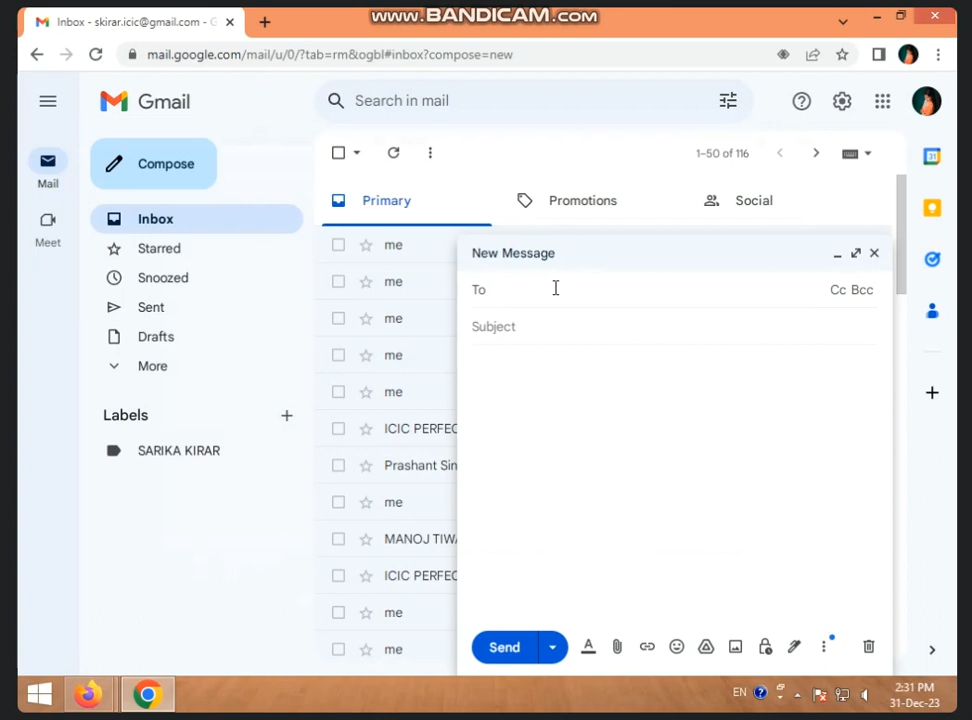 www.BANDICAM.com
Inbox - skirar.icic@gmail.com - G
mail.google.com/mail/u/0/?tab=rm&ogbl#inbox?compose=new
Gmail
Search in mail
Mail
Meet
Compose
1–50 of 116
Inbox
Starred
Snoozed
Sent
Drafts
More
Labels
SARIKA KIRAR
Primary
Promotions
Social
me
me
me
me
me
ICIC PERFEC
Prashant Sin
me
MANOJ TIWA
ICIC PERFEC
me
me
New Message
To
Cc Bcc
Subject
Send
EN
2:31 PM
31-Dec-23